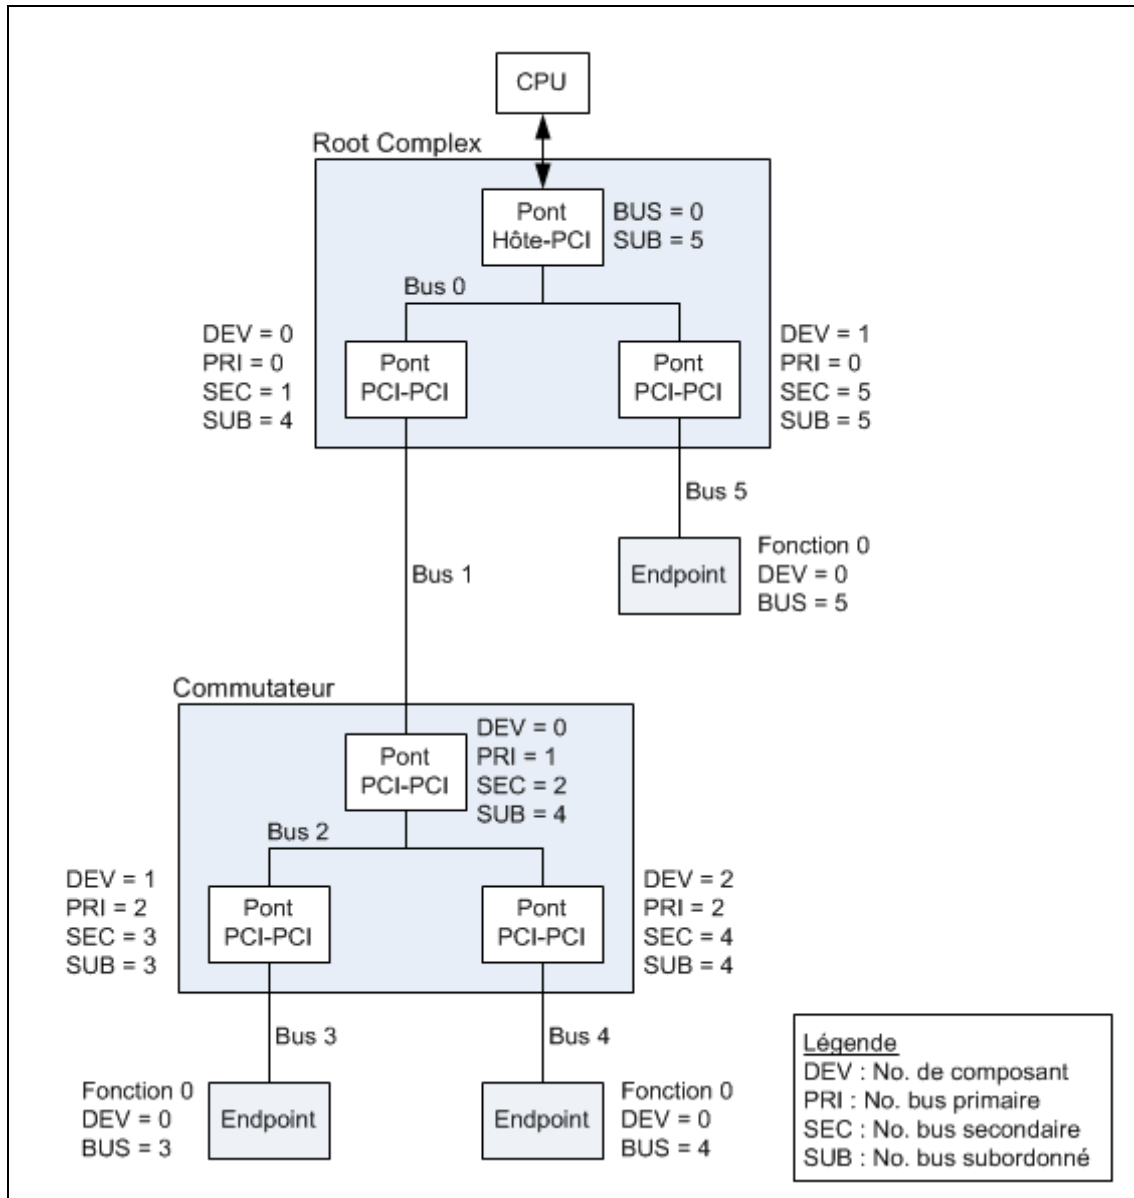 CPU
Root Complex
Pont
Hôte-PCI
BUS = 0
SUB = 5
Bus 0
DEV = 0
PRI = 0
SEC = 1
SUB = 4
Pont
PCI-PCI
Pont
PCI-PCI
DEV = 1
PRI = 0
SEC = 5
SUB = 5
Bus 5
Bus 1
Endpoint
Fonction 0
DEV = 0
BUS = 5
Commutateur
Pont
PCI-PCI
DEV = 0
PRI = 1
SEC = 2
SUB = 4
Bus 2
DEV = 1
PRI = 2
SEC = 3
SUB = 3
Pont
PCI-PCI
Pont
PCI-PCI
DEV = 2
PRI = 2
SEC = 4
SUB = 4
Bus 3
Bus 4
Fonction 0
DEV = 0
BUS = 3
Endpoint
Endpoint
Fonction 0
DEV = 0
BUS = 4
Légende
DEV : No. de composant
PRI : No. bus primaire
SEC : No. bus secondaire
SUB : No. bus subordonné